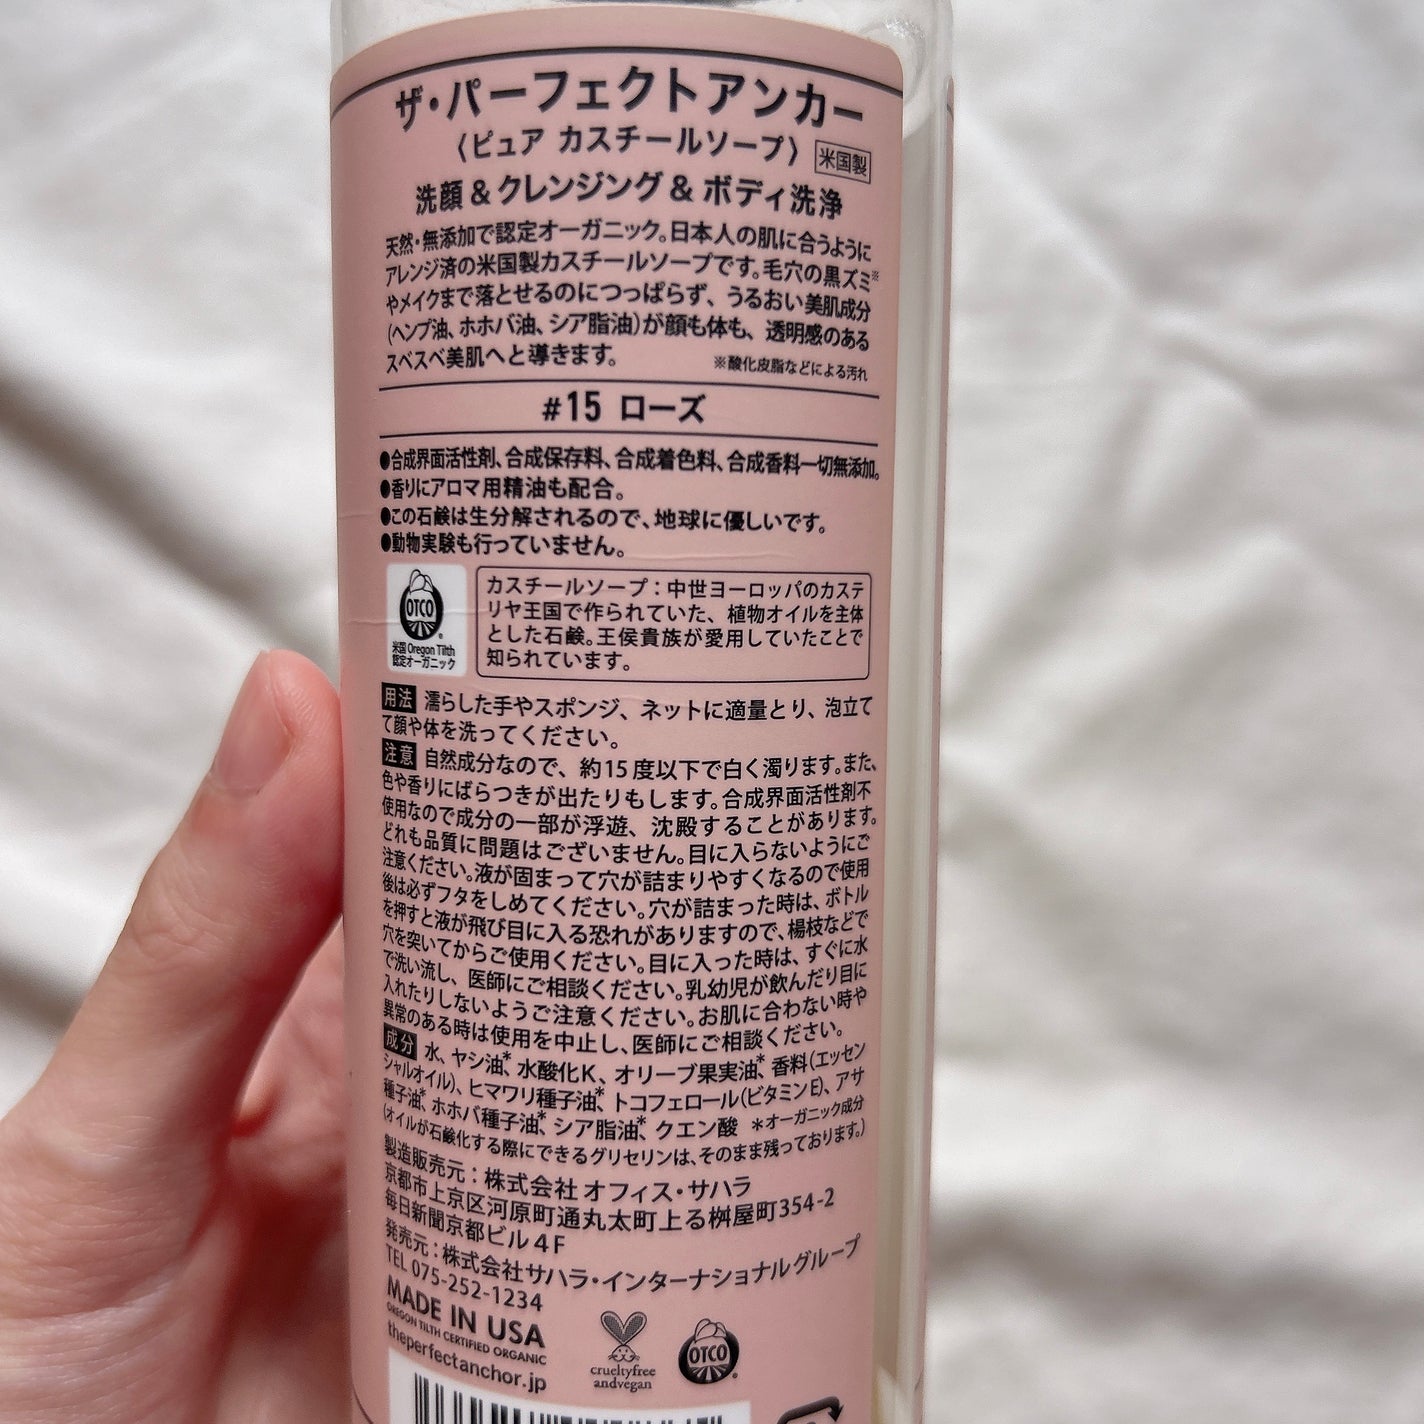 ザ・パーフェクトアンカー
〈ピュア カスチールソープ〉 米国製
洗顔 & クレンジング & ボディ洗浄
天然・無添加で認定オーガニック。日本人の肌に合うように
アレンジ済の米国製カスチールソープです。毛穴の黒ズミ※
やメイクまで落とせるのにつっぱらず、うるおい美肌成分
(ヘンプ油、ホホバ油、シア脂油)が顔も体も、透明感のある
スベスベ美肌へと導きます。 ※酸化皮脂などによる汚れ
#15 ローズ
●合成界面活性剤、合成保存料、合成着色料、合成香料一切無添加。
●香りにアロマ用精油も配合。
●この石鹸は生分解されるので、地球に優しいです。
●動物実験も行っていません。
OTCO
米国 Oregon Tilth
認定オーガニック
カスチールソープ：中世ヨーロッパのカステ
リヤ王国で作られていた、植物オイルを主体
とした石鹸。王侯貴族が愛用していたことで
知られています。
用法 濡らした手やスポンジ、ネットに適量とり、泡立て
て顔や体を洗ってください。
注意 自然成分なので、約15度以下で白く濁ります。また、
色や香りにばらつきが出たりもします。合成界面活性剤不
使用なので成分の一部が浮遊、沈殿することがあります。
どれも品質に問題はございません。目に入らないようにご
注意ください。液が固まって穴が詰まりやすくなるので使用
後は必ずフタをしめてください。穴が詰まった時は、ボトル
を押すと液が飛び目に入る恐れがありますので、楊枝などで
穴を突いてからご使用ください。目に入った時は、すぐに水
で洗い流し、医師にご相談ください。乳幼児が飲んだり目に
入れたりしないようご注意ください。お肌に合わない時や
異常のある時は使用を中止し、医師にご相談ください。
成分 水、ヤシ油*、水酸化K、オリーブ果実油*、香料(エッセン
シャルオイル)、ヒマワリ種子油*、トコフェロール(ビタミンE)、アサ
種子油*、ホホバ種子油*、シア脂油*、クエン酸 *オーガニック成分
(オイルが石鹸化する際にできるグリセリンは、そのまま残っております。)
製造販売元：株式会社 オフィス・サハラ
京都市上京区河原町通丸太町上る桝屋町354-2
毎日新聞京都ビル4F
発売元：株式会社サハラ・インターナショナルグループ
TEL 075-252-1234
MADE IN USA
OREGON TILTH CERTIFIED ORGANIC
theperfectanchor.jp
crueltyfree
andvegan
OTCO